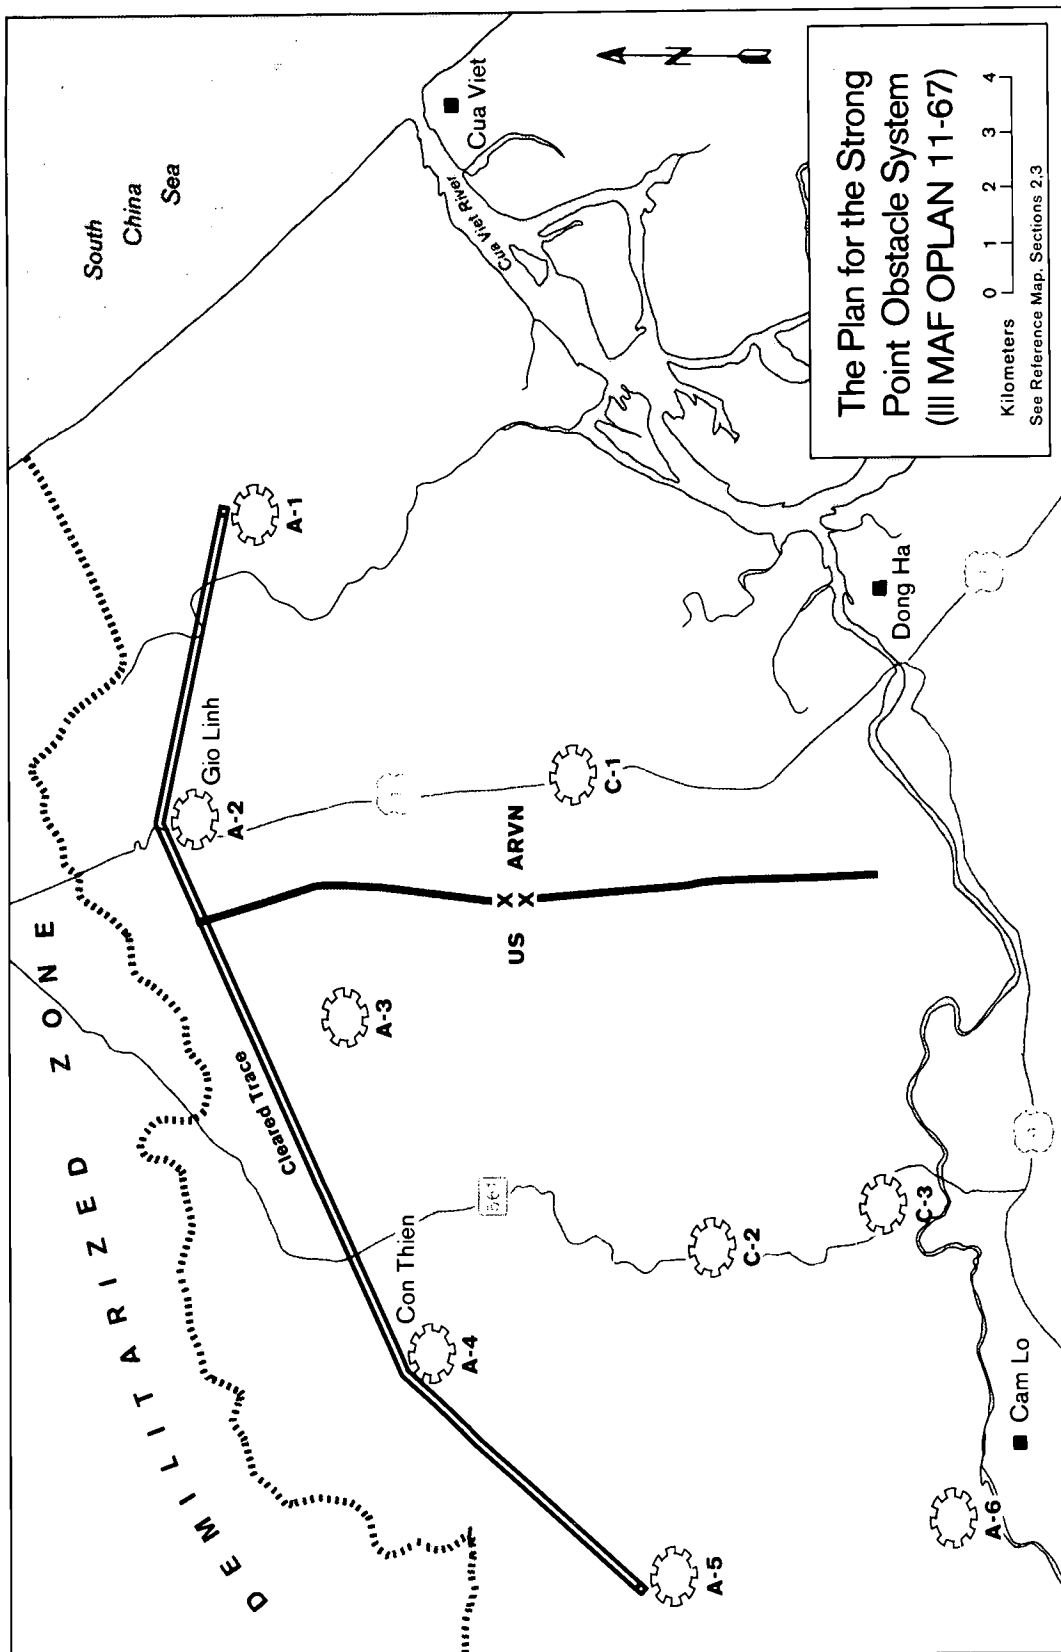 The Plan for the Strong
Point Obstacle System
(III MAF OPLAN 11-67)
Kilometers 0 1 2 3 4
See Reference Map, Sections 2,3
N
South
China
Sea
DEMILITARIZED ZONE
Cua Viet
Cua Viet River
A-1
Gio Linh
A-2
Cleared Trace
A-3
US XX ARVN
C-1
Con Thien
A-4
561
C-2
C-3
A-5
A-6
Cam Lo
Dong Ha
1
1